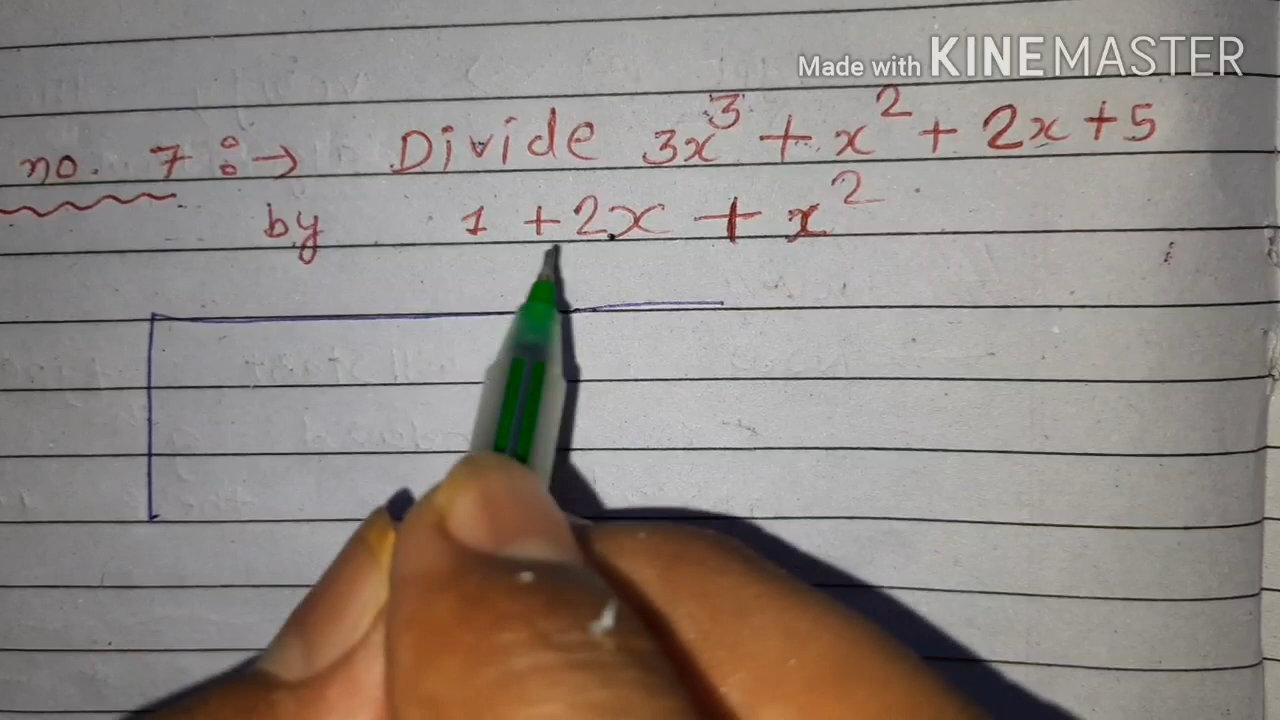 Made with KINEMASTER
no. 7 :→ Divide 3x³ + x² + 2x + 5
by 1 + 2x + x²